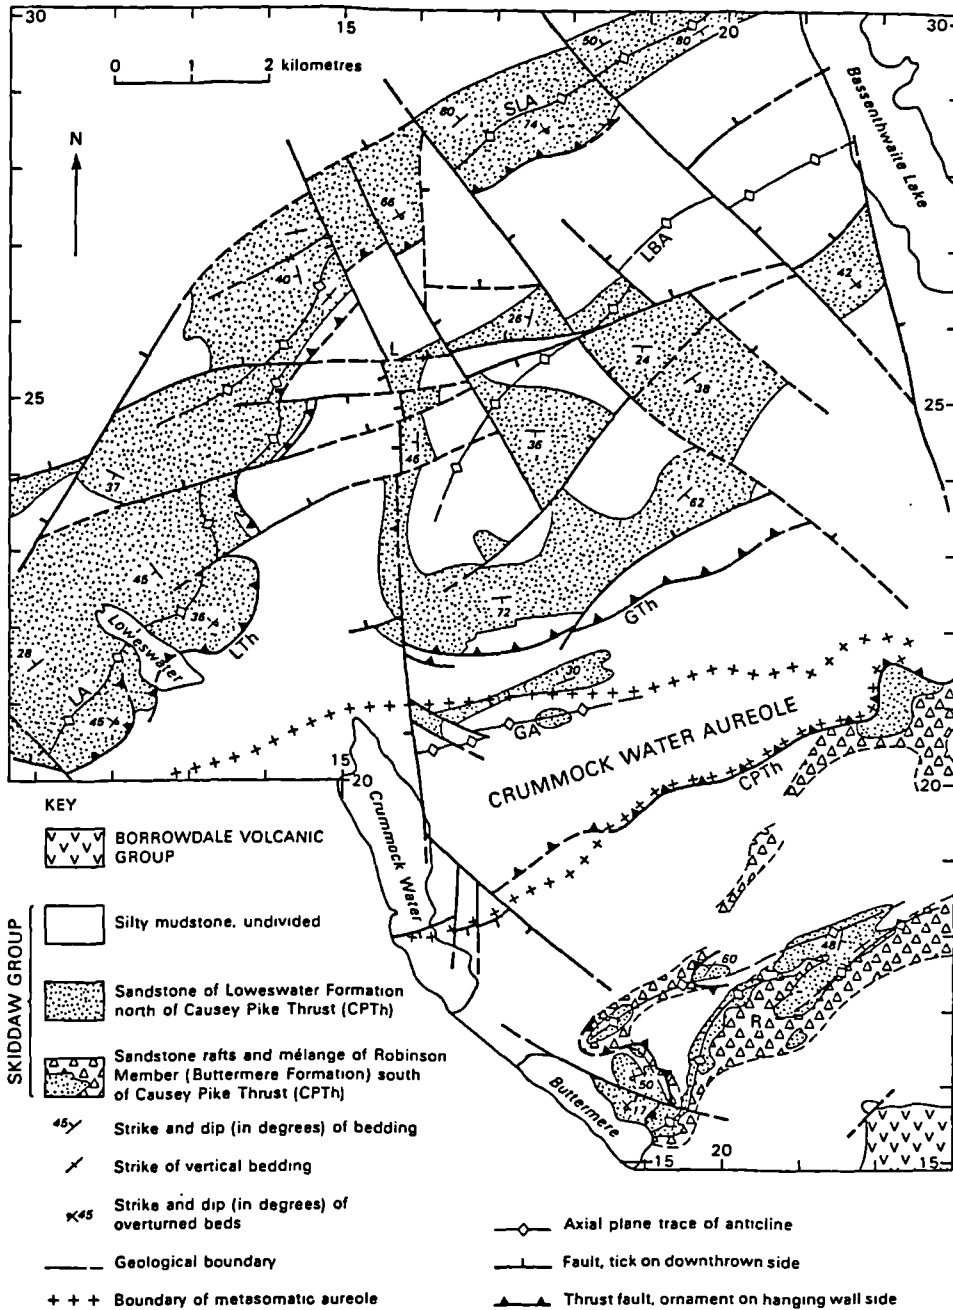 30
15
20
30
0 2 kilometres
N
50
80
SLA
60
74
Bassenthwaite Lake
66
LBA
40
42
26
L
24
38
25
25
46
36
37
62
45
72
GTh
36
Loweswater
LTh
28
LA
30
45
GA
CRUMMOCK WATER AUREOLE
CPTh
15
20
20
KEY
BORROWDALE VOLCANIC
GROUP
Crummock Water
SKIDDAW GROUP
Silty mudstone, undivided
48
60
Sandstone of Loweswater Formation
north of Causey Pike Thrust (CPTh)
R
Sandstone rafts and mélange of Robinson
Member (Buttermere Formation) south
of Causey Pike Thrust (CPTh)
50
17
Buttermere
15
20
15
45 Strike and dip (in degrees) of bedding
Strike of vertical bedding
45 Strike and dip (in degrees) of
overturned beds
Axial plane trace of anticline
Geological boundary
Fault, tick on downthrown side
Boundary of metasomatic aureole
Thrust fault, ornament on hanging wall side